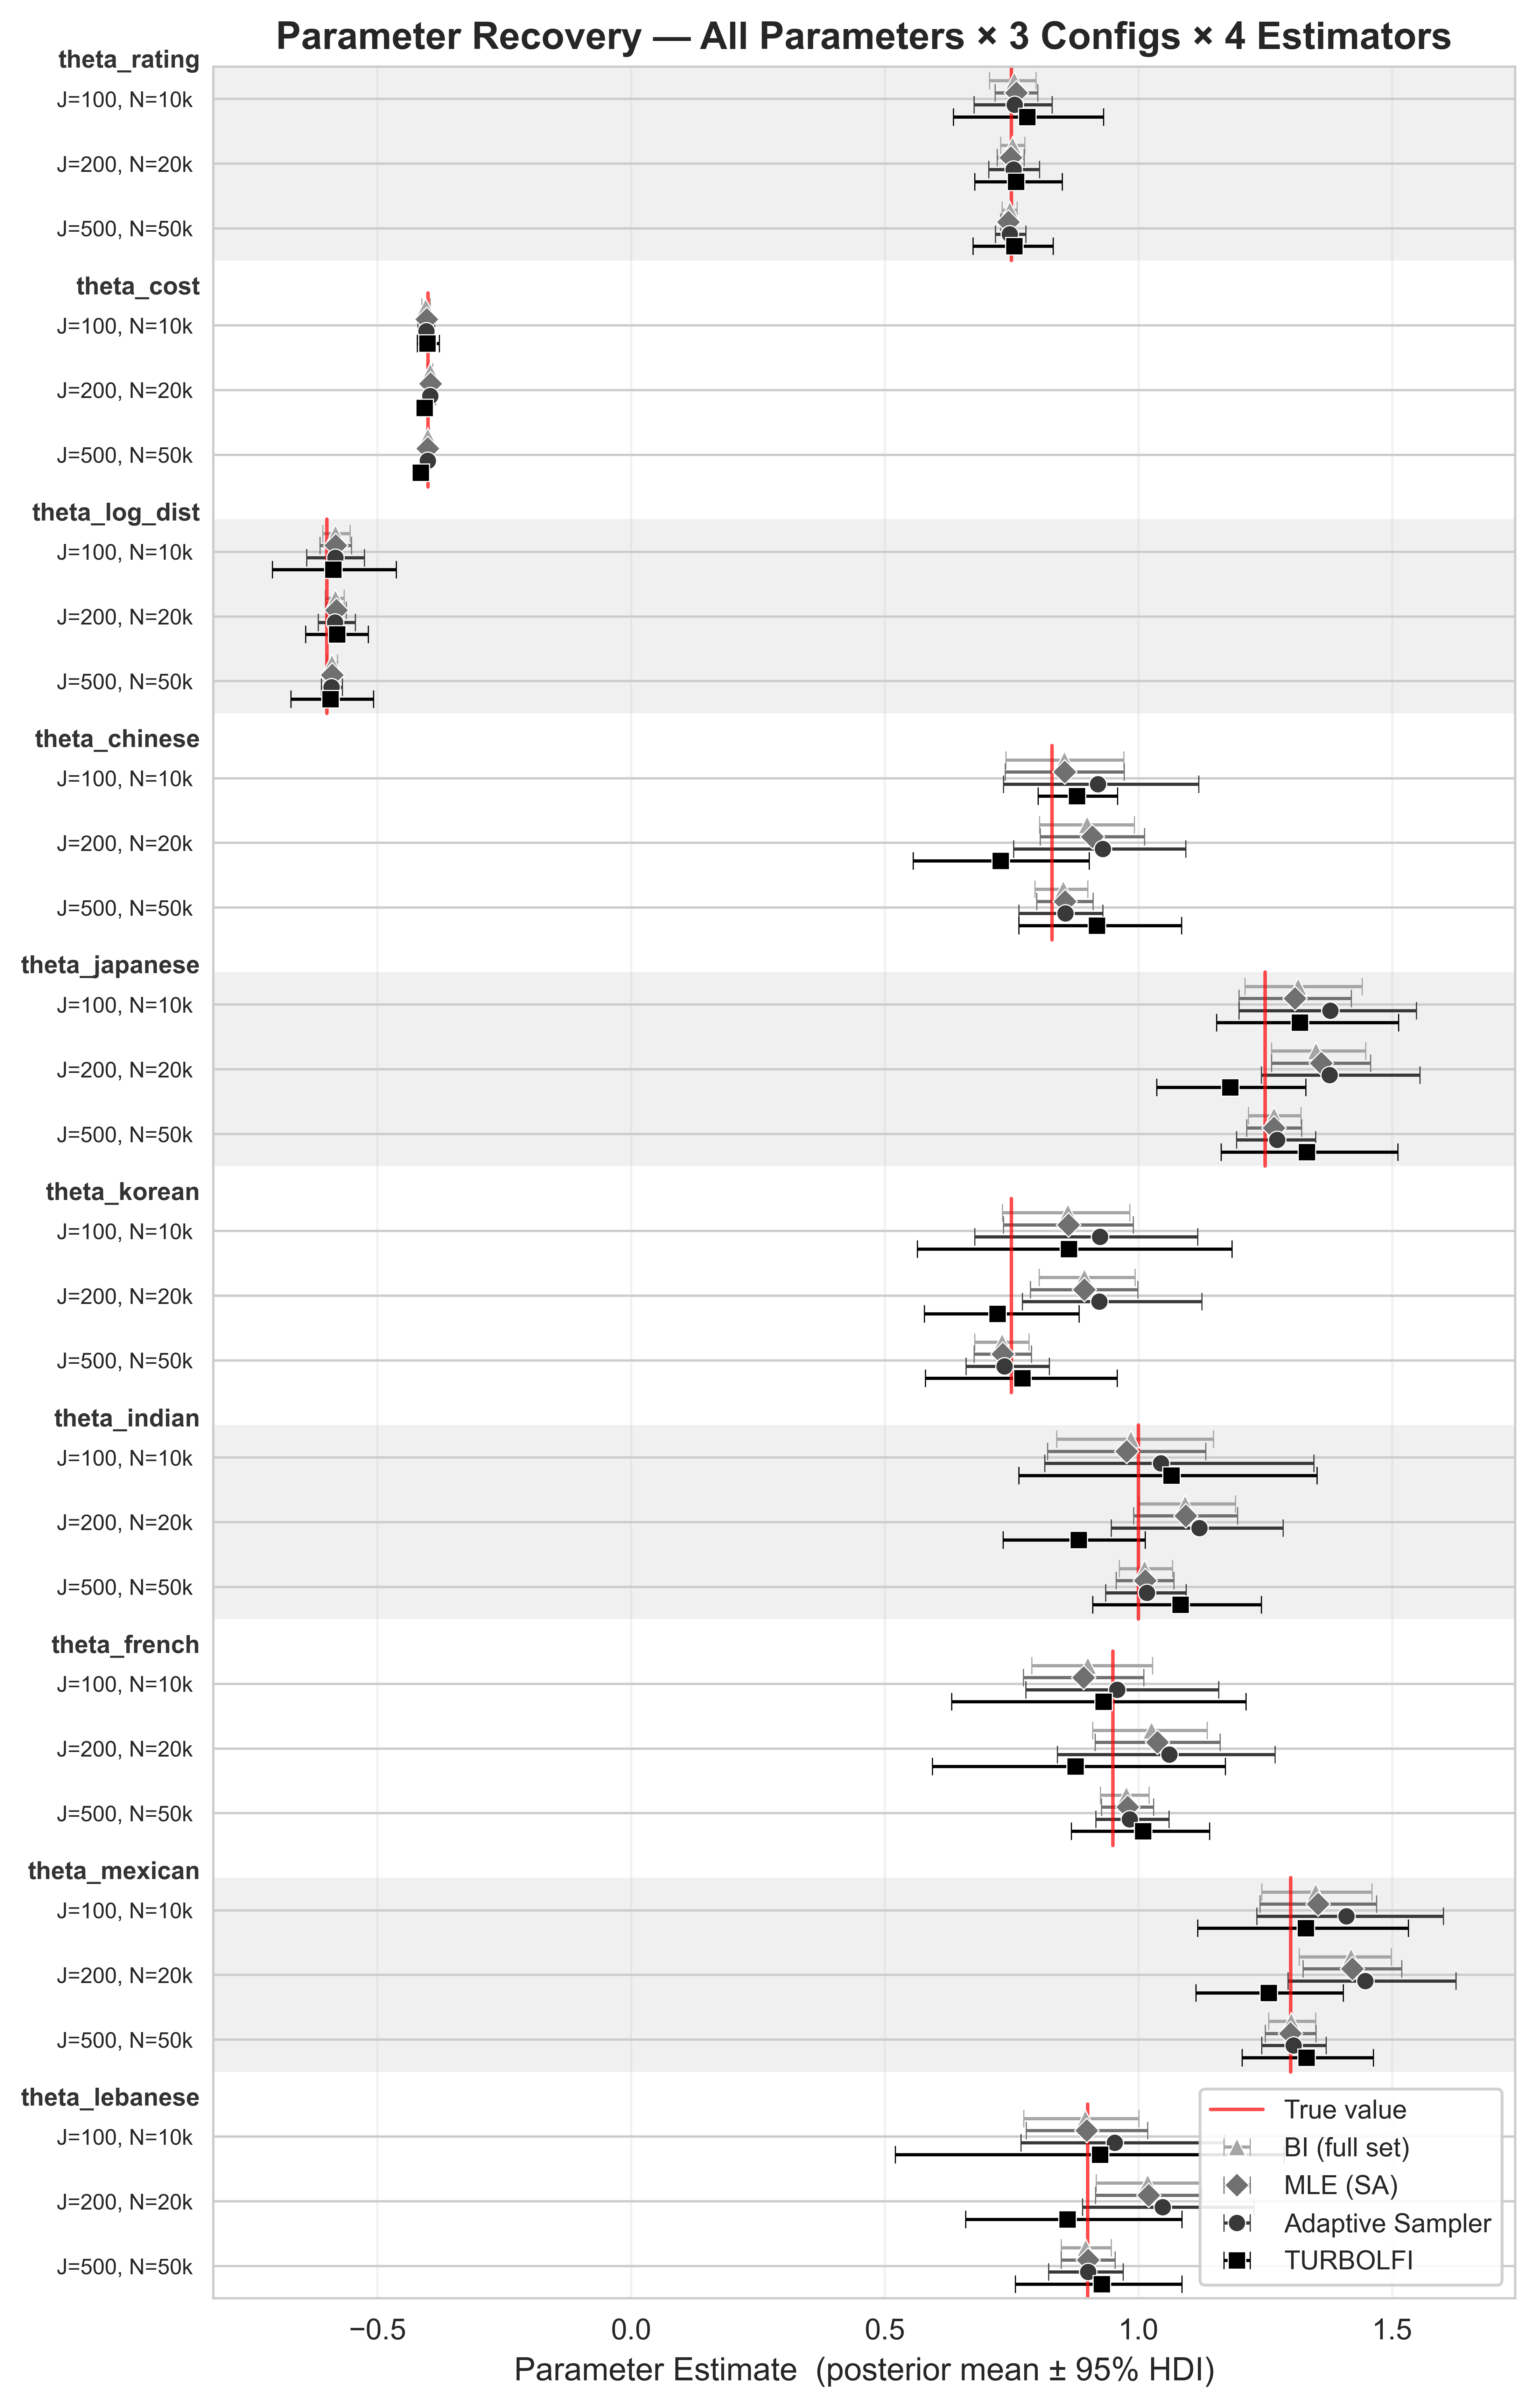 Parameter Recovery — All Parameters × 3 Configs × 4 Estimators
theta_rating
J=100, N=10k
J=200, N=20k
J=500, N=50k
theta_cost
J=100, N=10k
J=200, N=20k
J=500, N=50k
theta_log_dist
J=100, N=10k
J=200, N=20k
J=500, N=50k
theta_chinese
J=100, N=10k
J=200, N=20k
J=500, N=50k
theta_japanese
J=100, N=10k
J=200, N=20k
J=500, N=50k
theta_korean
J=100, N=10k
J=200, N=20k
J=500, N=50k
theta_indian
J=100, N=10k
J=200, N=20k
J=500, N=50k
theta_french
J=100, N=10k
J=200, N=20k
J=500, N=50k
theta_mexican
J=100, N=10k
J=200, N=20k
J=500, N=50k
theta_lebanese
J=100, N=10k
J=200, N=20k
J=500, N=50k
True value
BI (full set)
MLE (SA)
Adaptive Sampler
TURBOLFI
−0.5 0.0 0.5 1.0 1.5
Parameter Estimate (posterior mean ± 95% HDI)